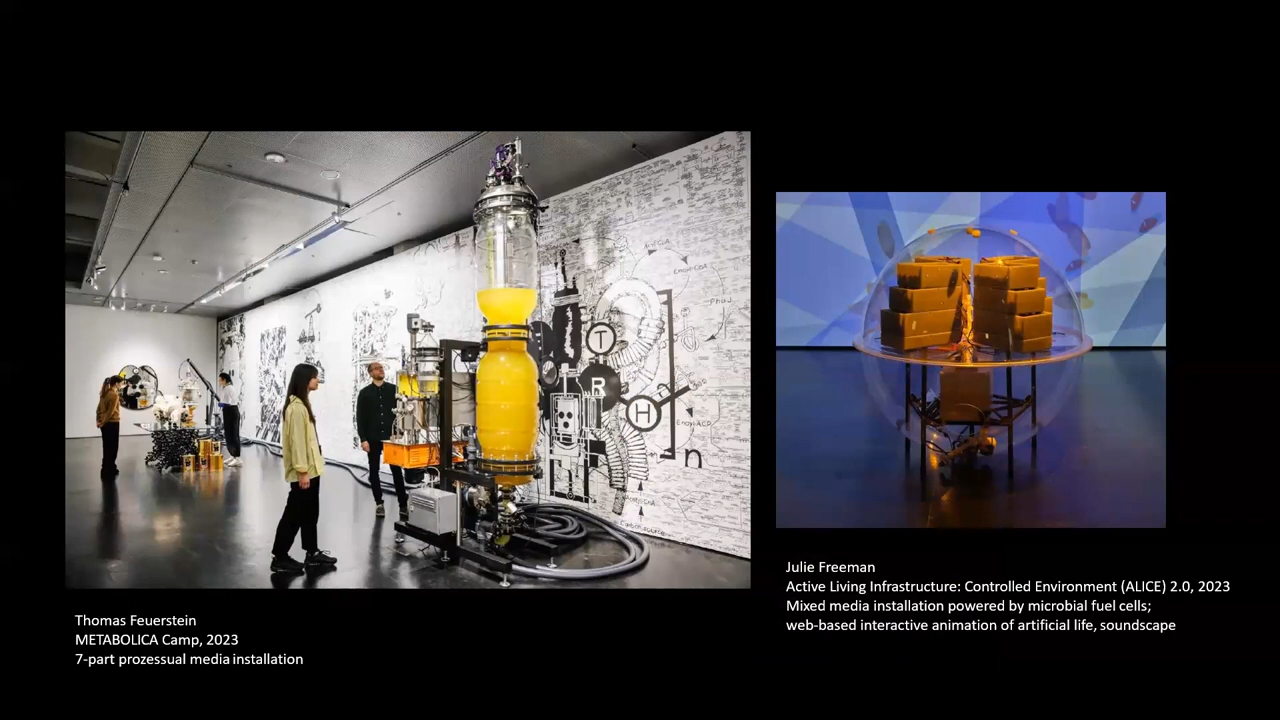 T
R
H
n
Thomas Feuerstein
METABOLICA Camp, 2023
7-part prozessual media installation
Julie Freeman
Active Living Infrastructure: Controlled Environment (ALICE) 2.0, 2023
Mixed media installation powered by microbial fuel cells;
web-based interactive animation of artificial life, soundscape